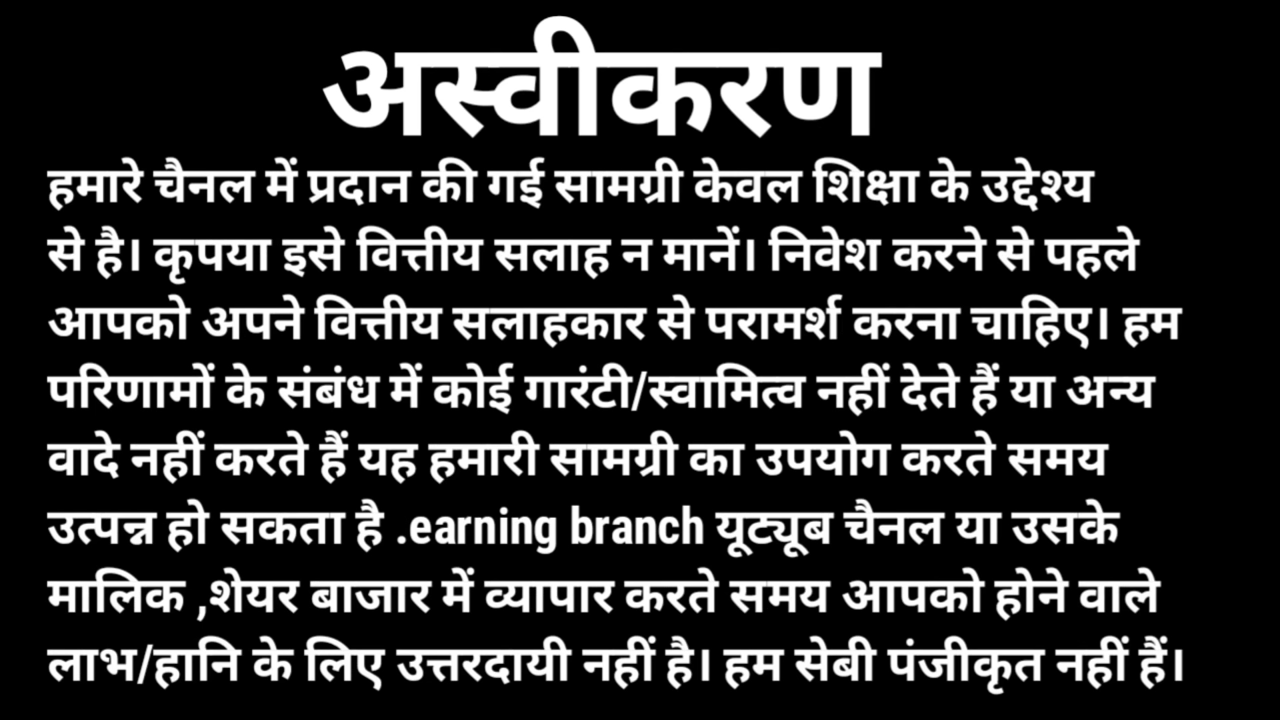 अस्वीकरण
हमारे चैनल में प्रदान की गई सामग्री केवल शिक्षा के उद्देश्य
से है। कृपया इसे वित्तीय सलाह न मानें। निवेश करने से पहले
आपको अपने वित्तीय सलाहकार से परामर्श करना चाहिए। हम
परिणामों के संबंध में कोई गारंटी/स्वामित्व नहीं देते हैं या अन्य
वादे नहीं करते हैं यह हमारी सामग्री का उपयोग करते समय
उत्पन्न हो सकता है .earning branch यूट्यूब चैनल या उसके
मालिक ,शेयर बाजार में व्यापार करते समय आपको होने वाले
लाभ/हानि के लिए उत्तरदायी नहीं है। हम सेबी पंजीकृत नहीं हैं।